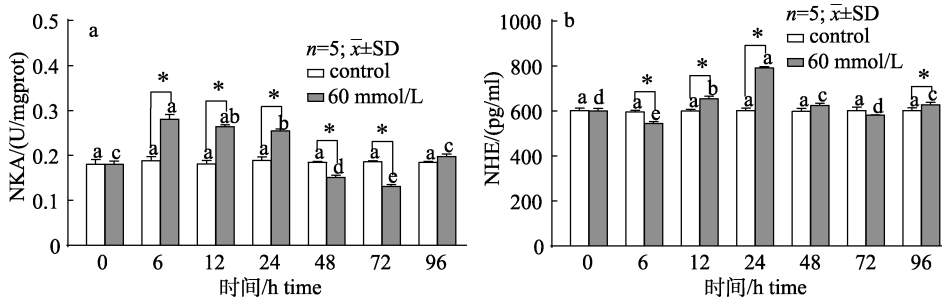 a
n=5; x̄±SD
control
60 mmol/L
NKA/(U/mgprot)
0.5
0.4
0.3
0.2
0.1
0
* * * * *
a c a a a ab a b a d a e a c
0 6 12 24 48 72 96
时间/h time
b
n=5; x̄±SD
control
60 mmol/L
NHE/(pg/ml)
1000
800
600
400
200
0
* * * *
a d a e a b a a a c a d a c
0 6 12 24 48 72 96
时间/h time